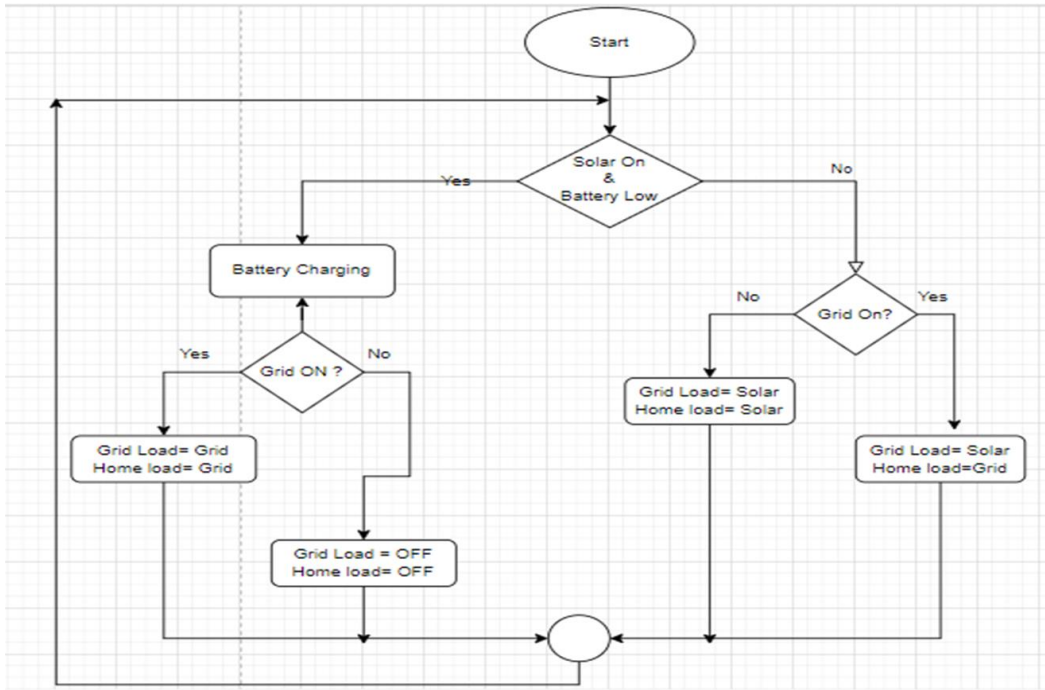 Start
Solar On
&
Battery Low
Yes
No
Battery Charging
Grid On?
No
Yes
Grid ON ?
Yes
No
Grid Load= Solar
Home load= Solar
Grid Load= Grid
Home load= Grid
Grid Load= Solar
Home load=Grid
Grid Load = OFF
Home load= OFF